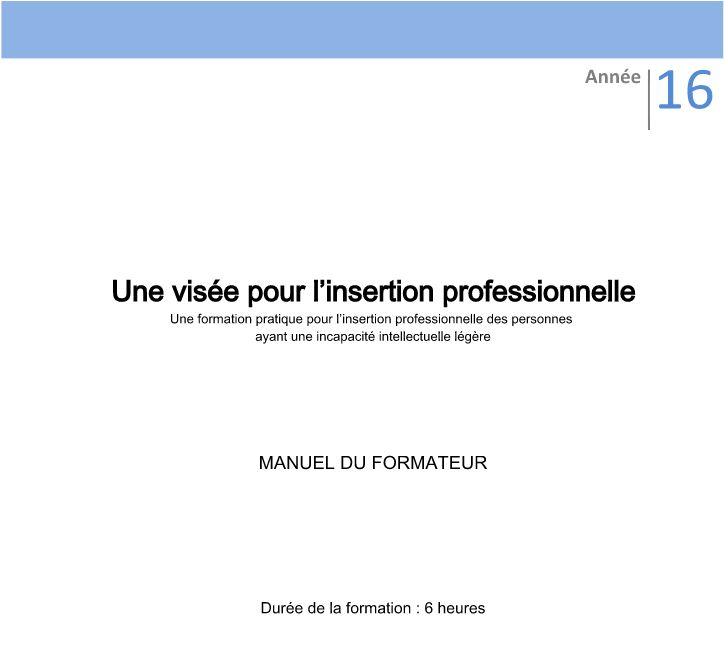 Année 16
Une visée pour l’insertion professionnelle
Une formation pratique pour l’insertion professionnelle des personnes
ayant une incapacité intellectuelle légère
MANUEL DU FORMATEUR
Durée de la formation : 6 heures